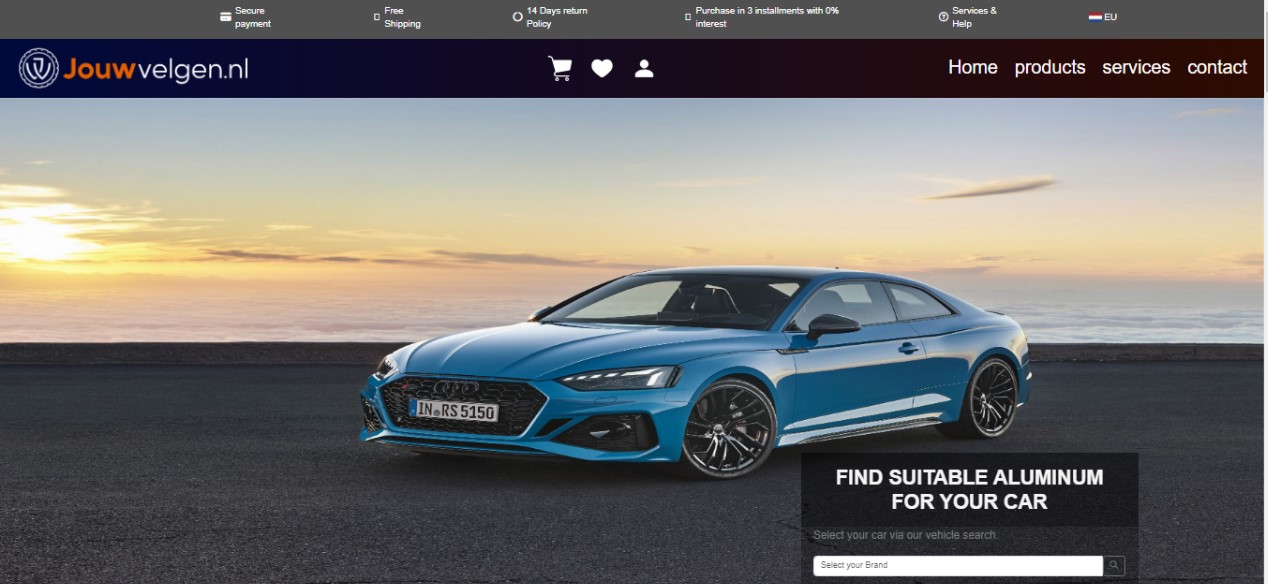 Secure
payment
Free
Shipping
14 Days return
Policy
Purchase in 3 installments with 0%
interest
Services &
Help
EU
Jouwvelgen.nl
Home products services contact
IN RS 5150
FIND SUITABLE ALUMINUM
FOR YOUR CAR
Select your car via our vehicle search.
Select your Brand